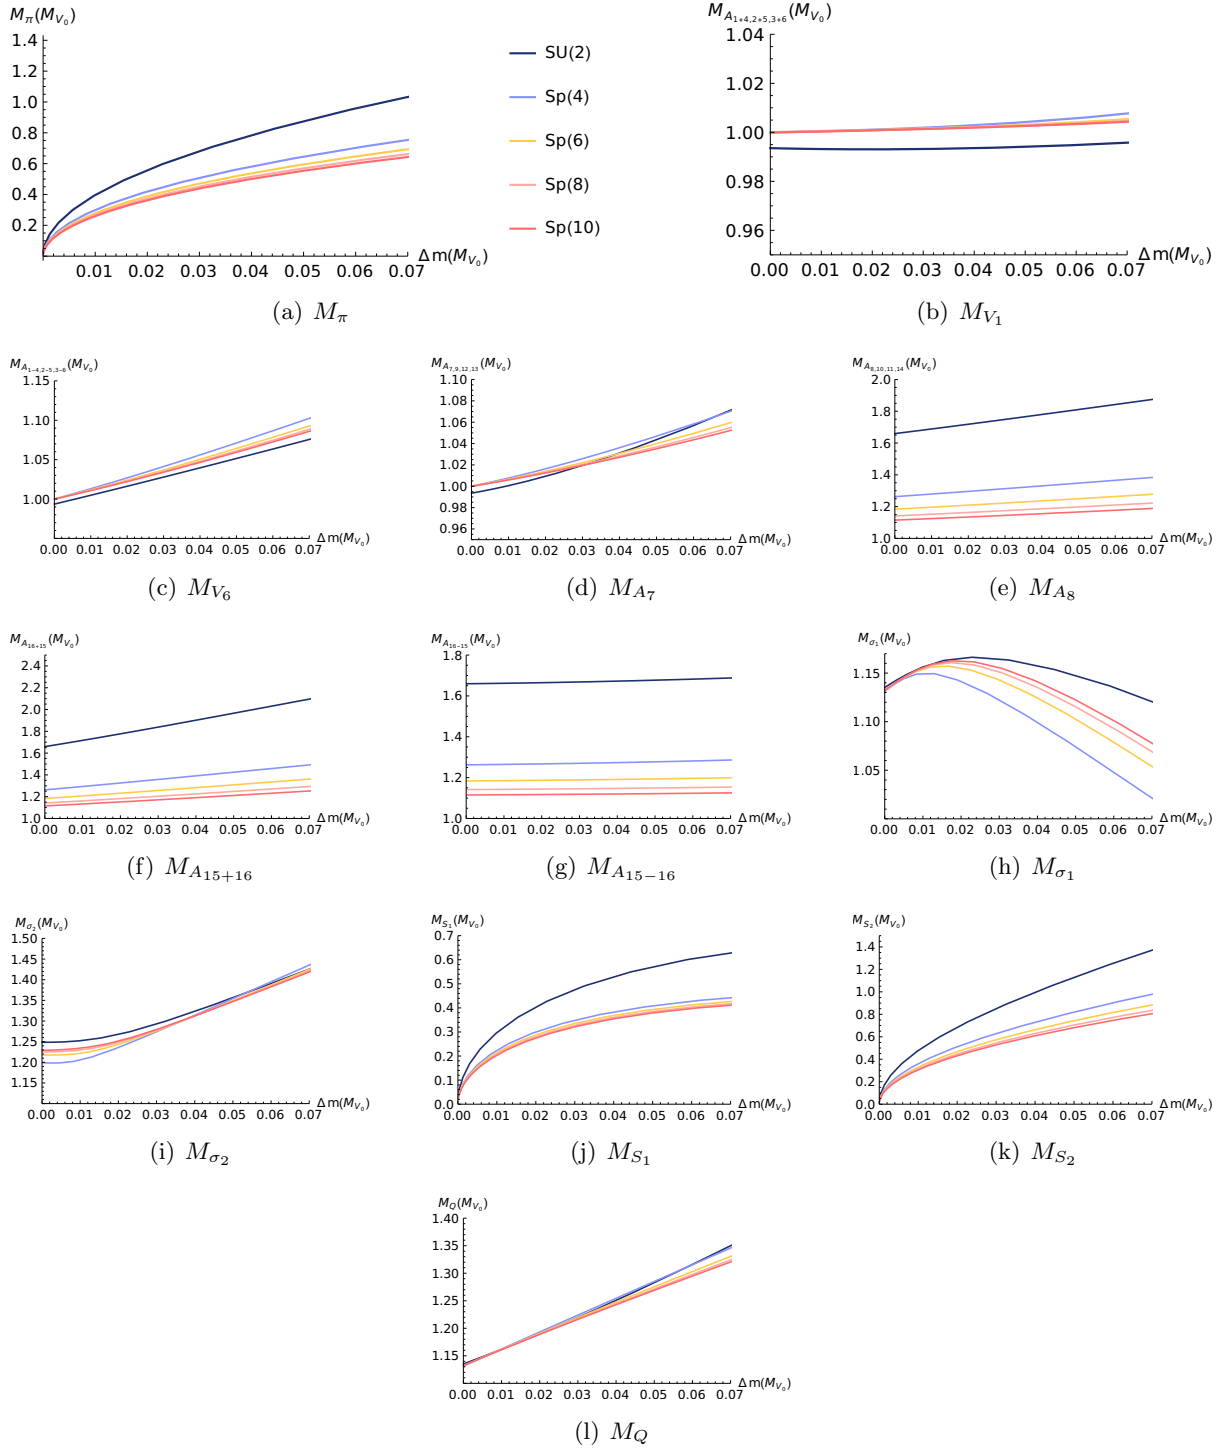 M_π(M_{V_0})
1.4
1.2
1.0
0.8
0.6
0.4
0.2
0.01 0.02 0.03 0.04 0.05 0.06 0.07
Δm(M_{V_0})
SU(2)
Sp(4)
Sp(6)
Sp(8)
Sp(10)
M_{A_{1+4,2+5,3+6}}(M_{V_0})
1.04
1.02
1.00
0.98
0.96
0.00 0.01 0.02 0.03 0.04 0.05 0.06 0.07
Δm(M_{V_0})
(a) M_π
(b) M_{V_1}
M_{A_{1-4,2-5,3-6}}(M_{V_0})
1.15
1.10
1.05
1.00
0.00 0.01 0.02 0.03 0.04 0.05 0.06 0.07
Δm(M_{V_0})
M_{A_{7,9,12,13}}(M_{V_0})
1.10
1.08
1.06
1.04
1.02
1.00
0.98
0.96
0.00 0.01 0.02 0.03 0.04 0.05 0.06 0.07
Δm(M_{V_0})
M_{A_{8,10,11,14}}(M_{V_0})
2.0
1.8
1.6
1.4
1.2
1.0
0.00 0.01 0.02 0.03 0.04 0.05 0.06 0.07
Δm(M_{V_0})
(c) M_{V_6}
(d) M_{A_7}
(e) M_{A_8}
M_{A_{16+15}}(M_{V_0})
2.4
2.2
2.0
1.8
1.6
1.4
1.2
1.0
0.00 0.01 0.02 0.03 0.04 0.05 0.06 0.07
Δm(M_{V_0})
M_{A_{16-15}}(M_{V_0})
1.8
1.6
1.4
1.2
1.0
0.00 0.01 0.02 0.03 0.04 0.05 0.06 0.07
Δm(M_{V_0})
M_{σ_1}(M_{V_0})
1.15
1.10
1.05
0.00 0.01 0.02 0.03 0.04 0.05 0.06 0.07
Δm(M_{V_0})
(f) M_{A_{15+16}}
(g) M_{A_{15-16}}
(h) M_{σ_1}
M_{σ_2}(M_{V_0})
1.50
1.45
1.40
1.35
1.30
1.25
1.20
1.15
0.00 0.01 0.02 0.03 0.04 0.05 0.06 0.07
Δm(M_{V_0})
M_{S_1}(M_{V_0})
0.7
0.6
0.5
0.4
0.3
0.2
0.1
0.0
0.00 0.01 0.02 0.03 0.04 0.05 0.06 0.07
Δm(M_{V_0})
M_{S_2}(M_{V_0})
1.4
1.2
1.0
0.8
0.6
0.4
0.2
0.0
0.00 0.01 0.02 0.03 0.04 0.05 0.06 0.07
Δm(M_{V_0})
(i) M_{σ_2}
(j) M_{S_1}
(k) M_{S_2}
M_Q(M_{V_0})
1.40
1.35
1.30
1.25
1.20
1.15
0.00 0.01 0.02 0.03 0.04 0.05 0.06 0.07
Δm(M_{V_0})
(l) M_Q